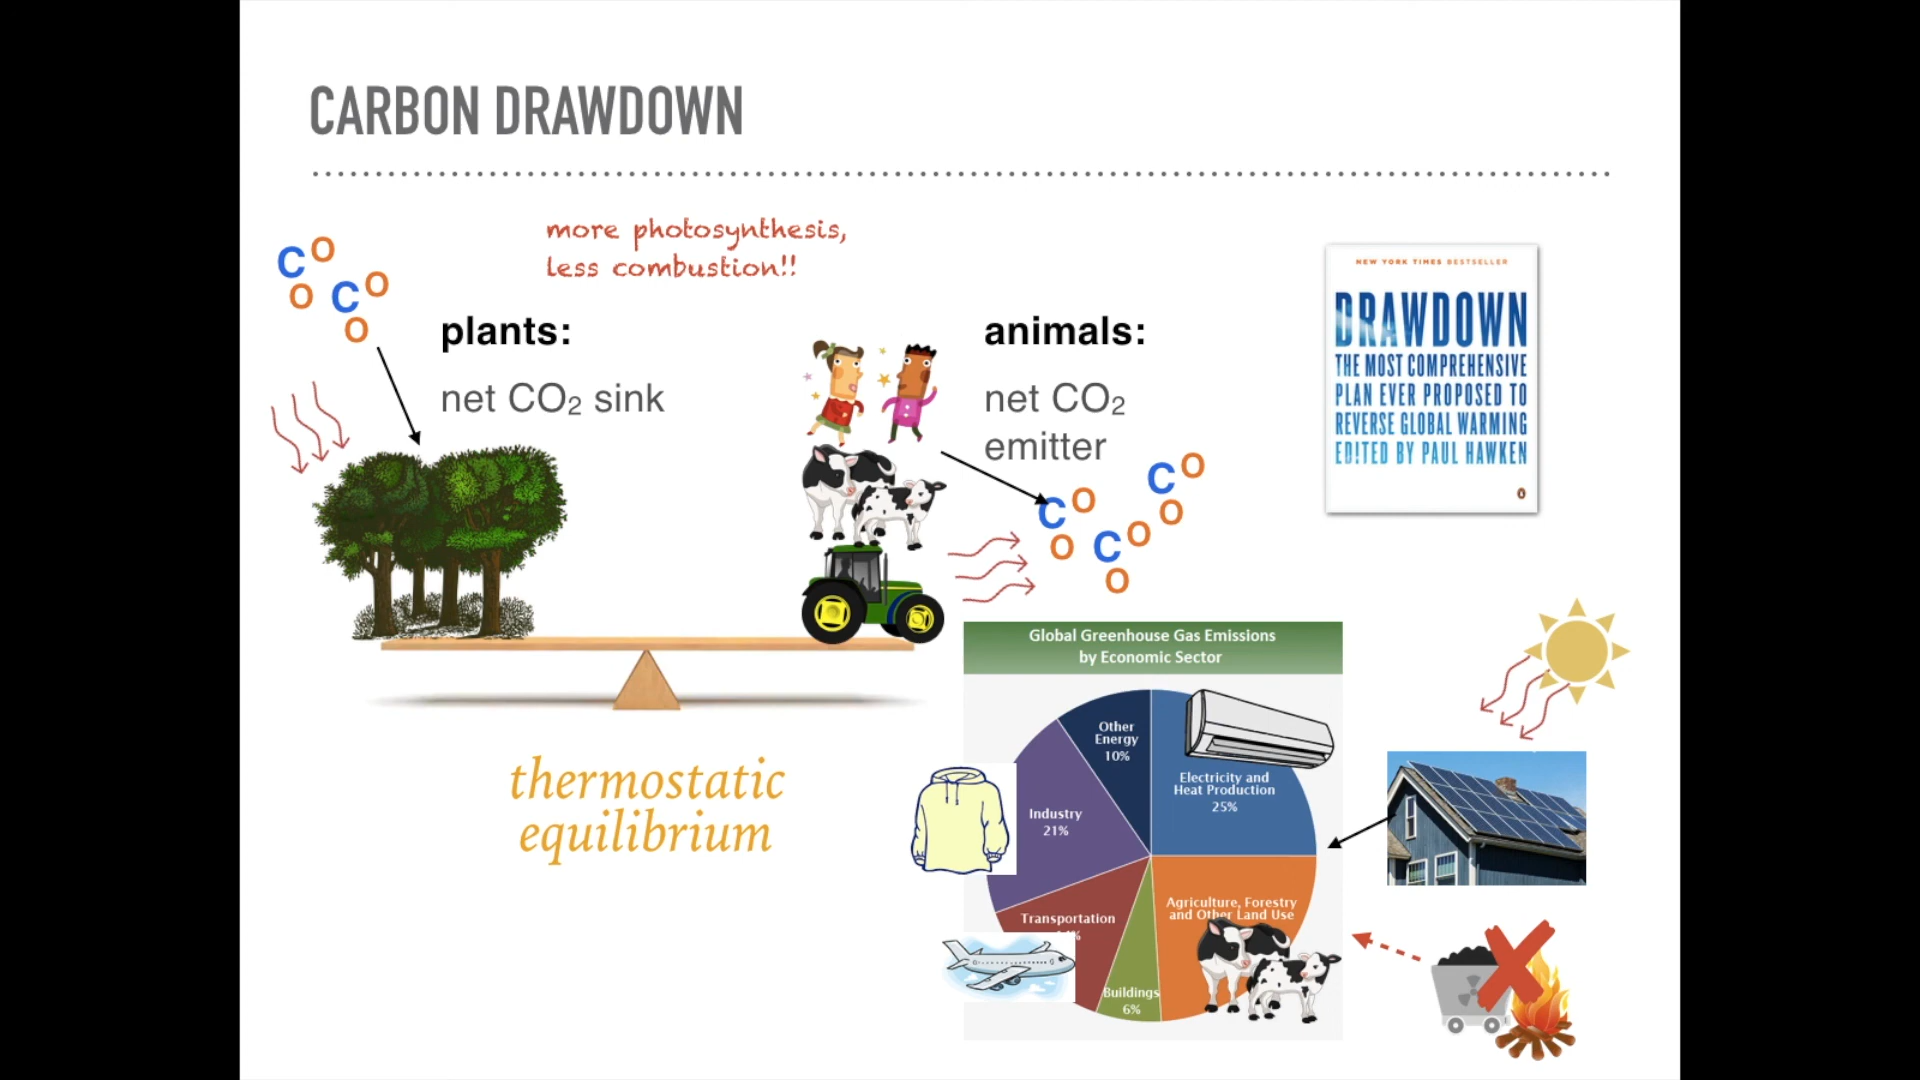 CARBON DRAWDOWN
more photosynthesis,
less combustion!!
C O
O C O
O
plants:
net CO₂ sink
animals:
net CO₂
emitter
C O
C O O
O C O
O
NEW YORK TIMES BESTSELLER
DRAWDOWN
THE MOST COMPREHENSIVE
PLAN EVER PROPOSED TO
REVERSE GLOBAL WARMING
EDITED BY PAUL HAWKEN
thermostatic
equilibrium
Global Greenhouse Gas Emissions
by Economic Sector
Other
Energy
10%
Electricity and
Heat Production
25%
Industry
21%
Agriculture, Forestry
and Other Land Use
Transportation
Buildings
6%